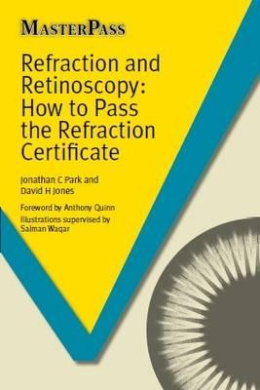 MASTERPASS
Refraction and
Retinoscopy:
How to Pass
the Refraction
Certificate
Jonathan C Park and
David H Jones
Foreword by Anthony Quinn
Illustrations supervised by
Salman Waqar